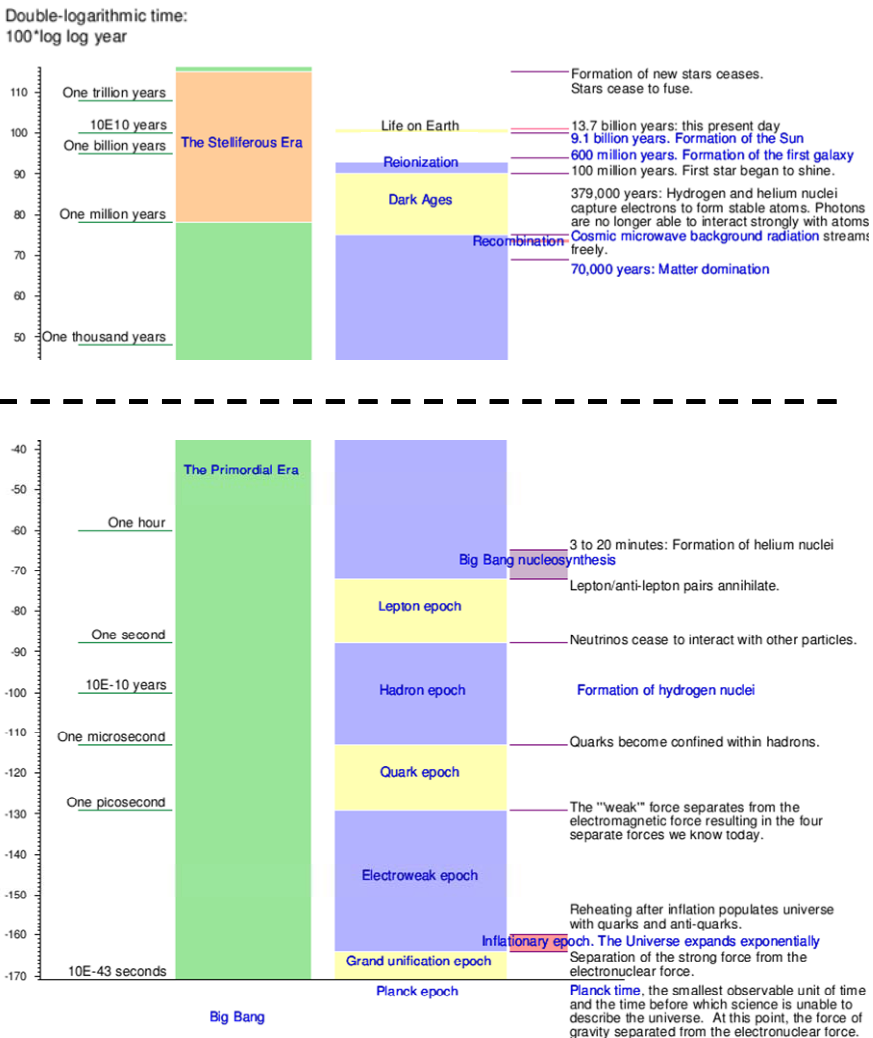 Double-logarithmic time:
100*log log year
110
One trillion years
Formation of new stars ceases.
Stars cease to fuse.
100
10E10 years
Life on Earth
13.7 billion years: this present day
9.1 billion years. Formation of the Sun
One billion years
The Stelliferous Era
600 million years. Formation of the first galaxy
90
Reionization
100 million years. First star began to shine.
Dark Ages
379,000 years: Hydrogen and helium nuclei
capture electrons to form stable atoms. Photons
are no longer able to interact strongly with atoms
80
One million years
Recombination
Cosmic microwave background radiation streams
freely.
70
70,000 years: Matter domination
60
50
One thousand years
-40
The Primordial Era
-50
One hour
-60
3 to 20 minutes: Formation of helium nuclei
Big Bang nucleosynthesis
-70
Lepton/anti-lepton pairs annihilate.
Lepton epoch
-80
One second
Neutrinos cease to interact with other particles.
-90
10E-10 years
Hadron epoch
Formation of hydrogen nuclei
-100
-110
One microsecond
Quarks become confined within hadrons.
Quark epoch
-120
One picosecond
-130
The '"weak'" force separates from the
electromagnetic force resulting in the four
separate forces we know today.
-140
Electroweak epoch
-150
Reheating after inflation populates universe
with quarks and anti-quarks.
-160
Inflationary epoch. The Universe expands exponentially
Grand unification epoch
Separation of the strong force from the
electronuclear force.
-170
10E-43 seconds
Planck epoch
Planck time, the smallest observable unit of time
and the time before which science is unable to
describe the universe.  At this point, the force of
gravity separated from the electronuclear force.
Big Bang